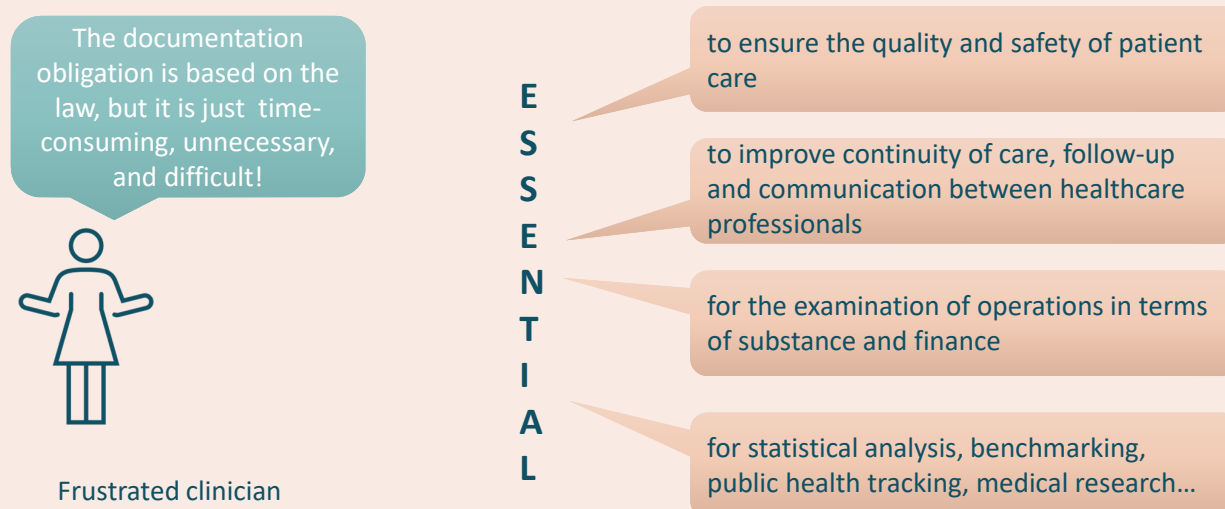 The documentation
obligation is based on the
law, but it is just time-
consuming, unnecessary,
and difficult!
Frustrated clinician
E
S
S
E
N
T
I
A
L
to ensure the quality and safety of patient
care
to improve continuity of care, follow-up
and communication between healthcare
professionals
for the examination of operations in terms
of substance and finance
for statistical analysis, benchmarking,
public health tracking, medical research…